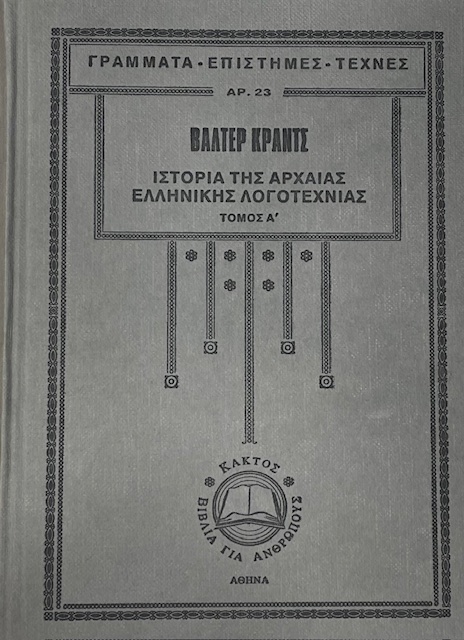 ΓΡΑΜΜΑΤΑ - ΕΠΙΣΤΗΜΕΣ - ΤΕΧΝΕΣ
ΑΡ. 23
ΒΑΛΤΕΡ ΚΡΑΝΤΣ
ΙΣΤΟΡΙΑ ΤΗΣ ΑΡΧΑΙΑΣ
ΕΛΛΗΝΙΚΗΣ ΛΟΓΟΤΕΧΝΙΑΣ
ΤΟΜΟΣ Α’
ΚΑΚΤΟΣ
ΒΙΒΛΙΑ ΓΙΑ ΑΝΘΡΩΠΟΥΣ
ΑΘΗΝΑ